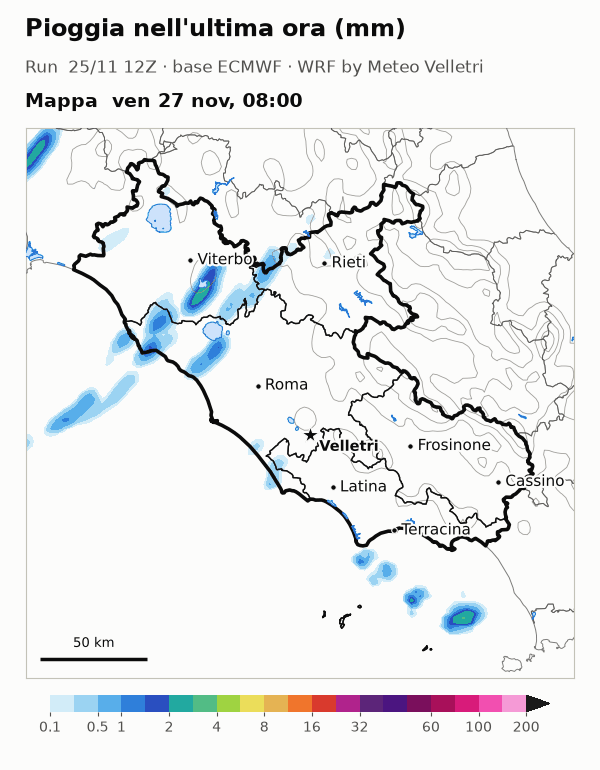 Pioggia nell'ultima ora (mm)
Run  25/11 12Z · base ECMWF · WRF by Meteo Velletri
Mappa  ven 27 nov, 08:00
Viterbo
Rieti
Roma
Velletri
Frosinone
Cassino
Latina
Terracina
50 km
0.1 0.5 1 2 4 8 16 32 60 100 200